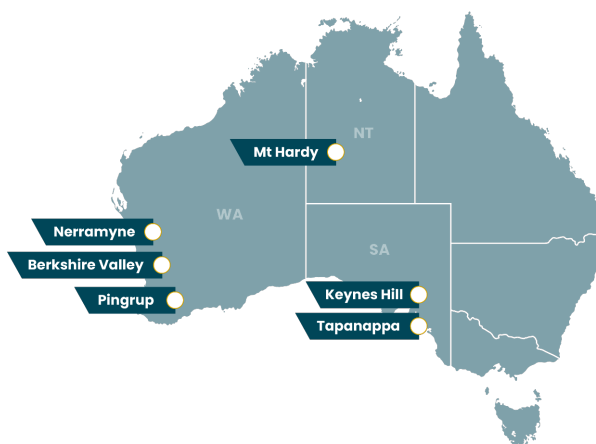 NT
Mt Hardy
WA
Nerramyne
SA
Berkshire Valley
Keynes Hill
Pingrup
Tapanappa